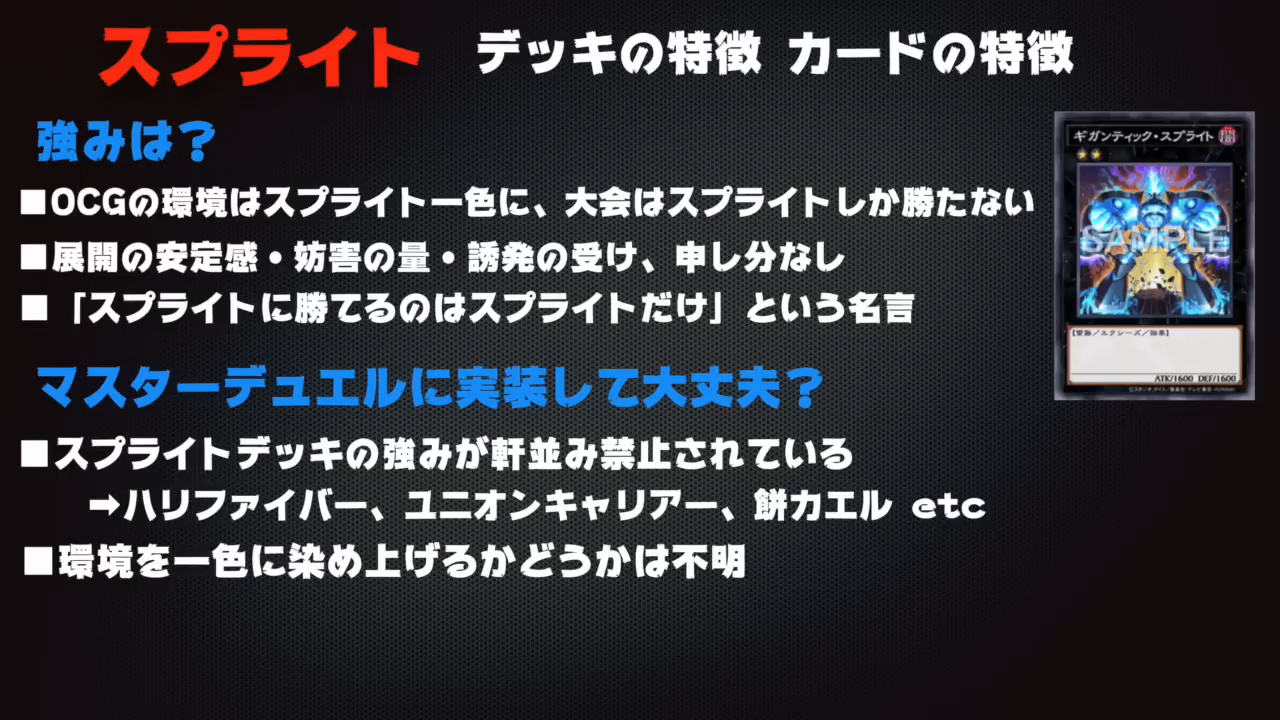 スプライト デッキの特徴 カードの特徴
強みは？
■OCGの環境はスプライト一色に、大会はスプライトしか勝たない
■展開の安定感・妨害の量・誘発の受け、申し分なし
■「スプライトに勝てるのはスプライトだけ」という名言
マスターデュエルに実装して大丈夫？
■スプライトデッキの強みが軒並み禁止されている
➡ハリファイバー、ユニオンキャリアー、餅カエル etc
■環境を一色に染め上げるかどうかは不明
ギガンティック・スプライト 闇
SAMPLE
【雷族／エクシーズ／効果】
ATK/1600 DEF/1600